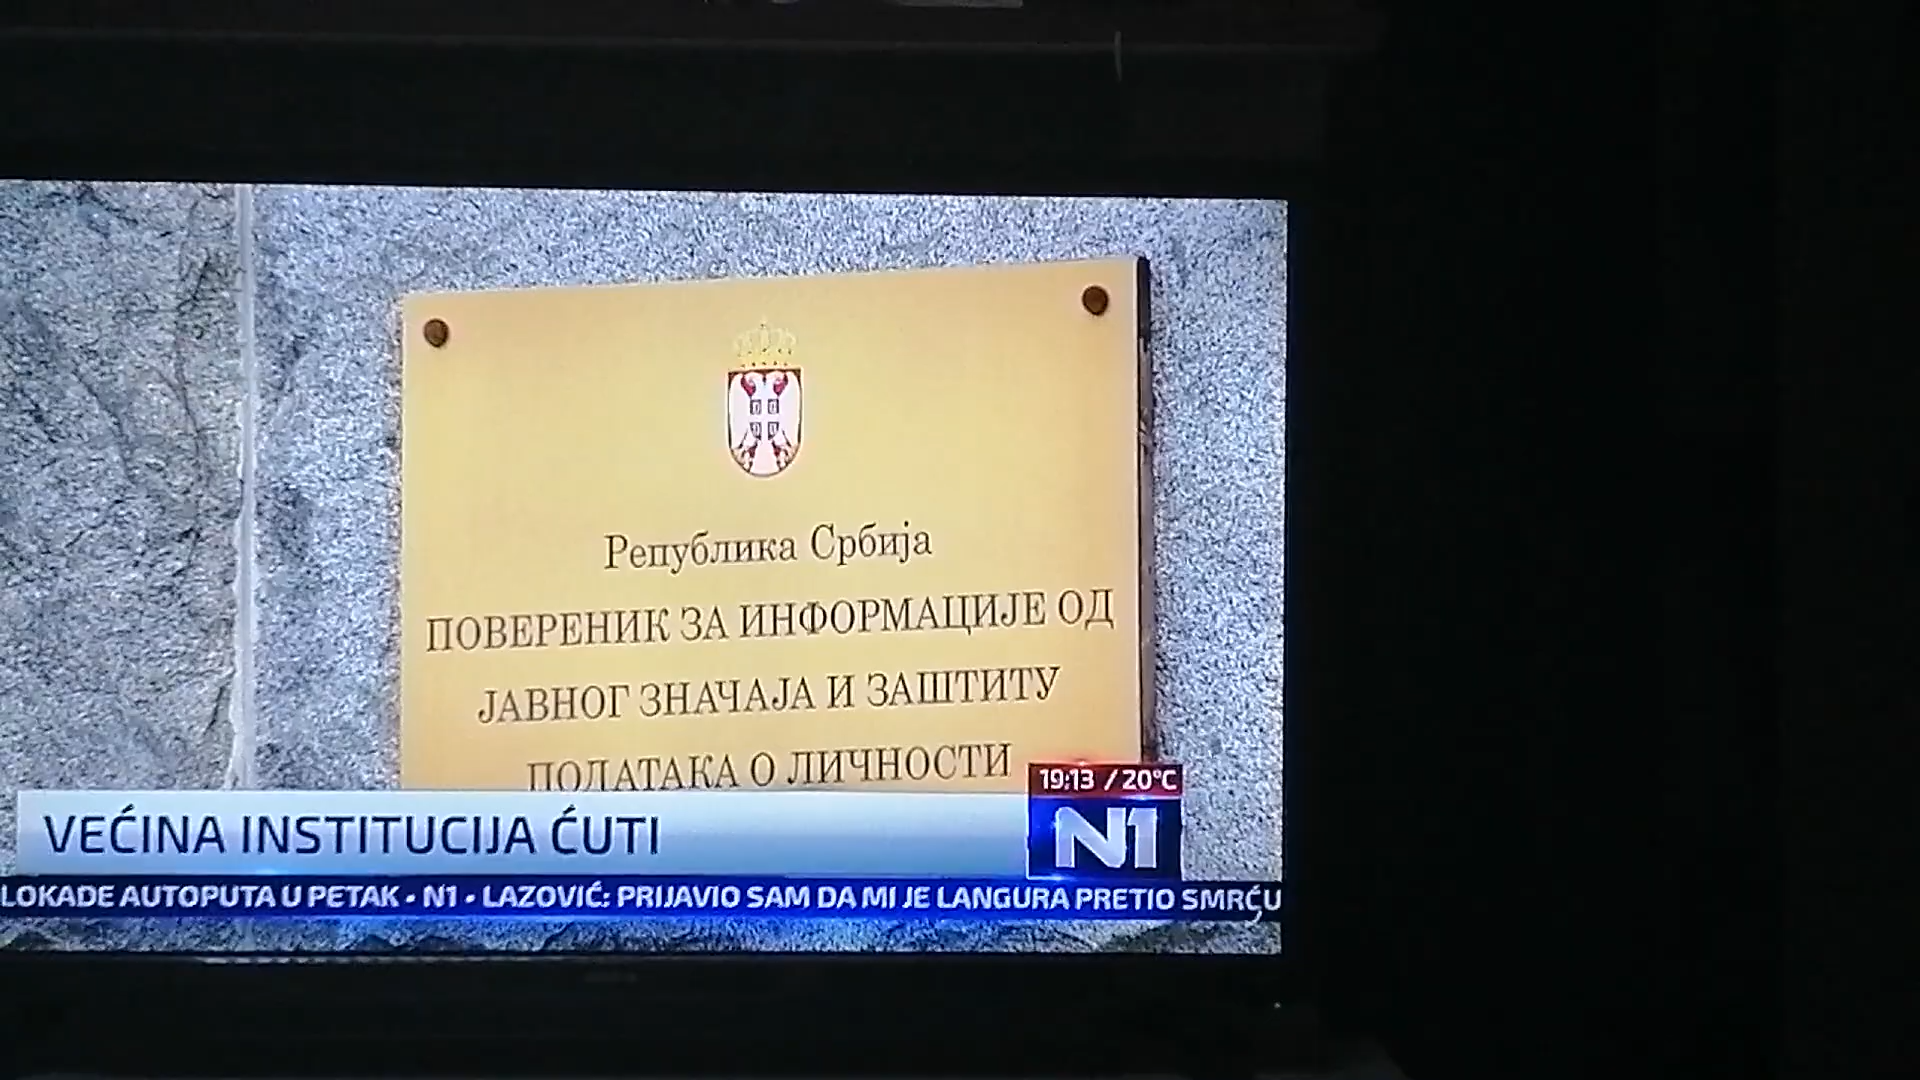 Република Србија
ПОВЕРЕНИК ЗА ИНФОРМАЦИЈЕ ОД
ЈАВНОГ ЗНАЧАЈА И ЗАШТИТУ
ПОДАТАКА О ЛИЧНОСТИ
19:13 / 20°C
N1
VEĆINA INSTITUCIJA ĆUTI
LOKADE AUTOPUTA U PETAK • N1 • LAZOVIĆ: PRIJAVIO SAM DA MI JE LANGURA PRETIO SMRĆU